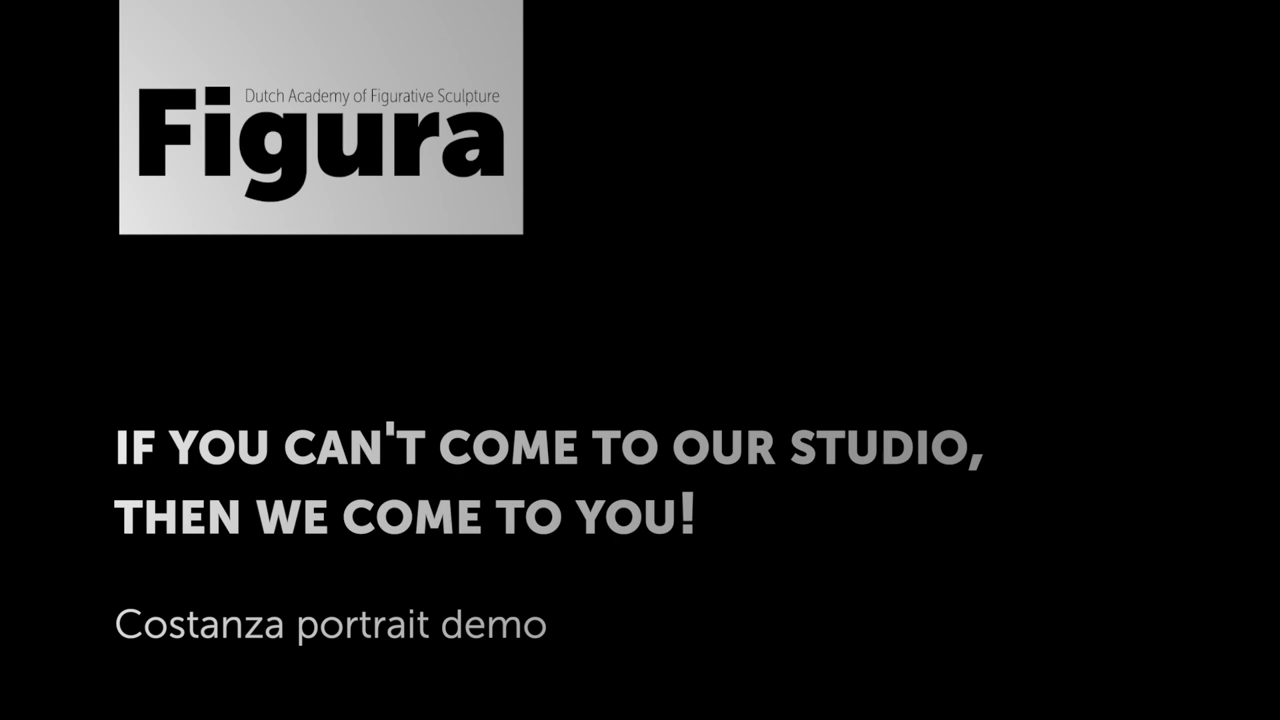 Dutch Academy of Figurative Sculpture
Figura
IF YOU CAN'T COME TO OUR STUDIO,
THEN WE COME TO YOU!
Costanza portrait demo